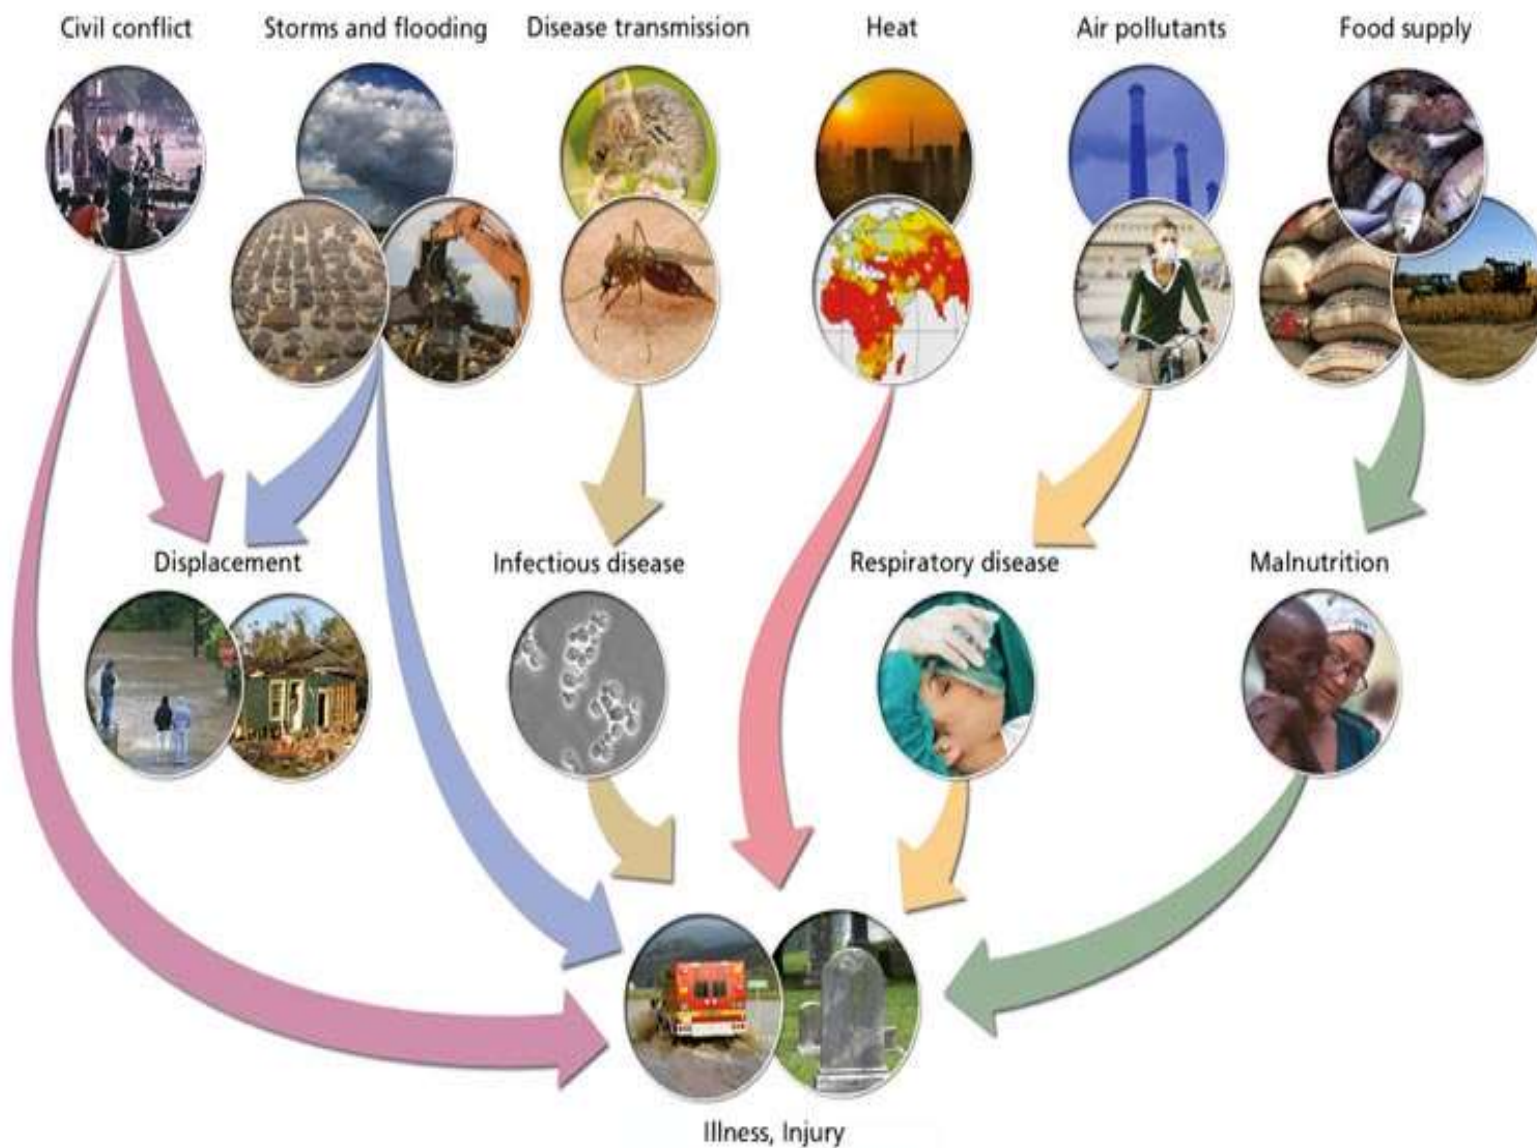 Civil conflict
Storms and flooding
Disease transmission
Heat
Air pollutants
Food supply
Displacement
Infectious disease
Respiratory disease
Malnutrition
Illness, Injury